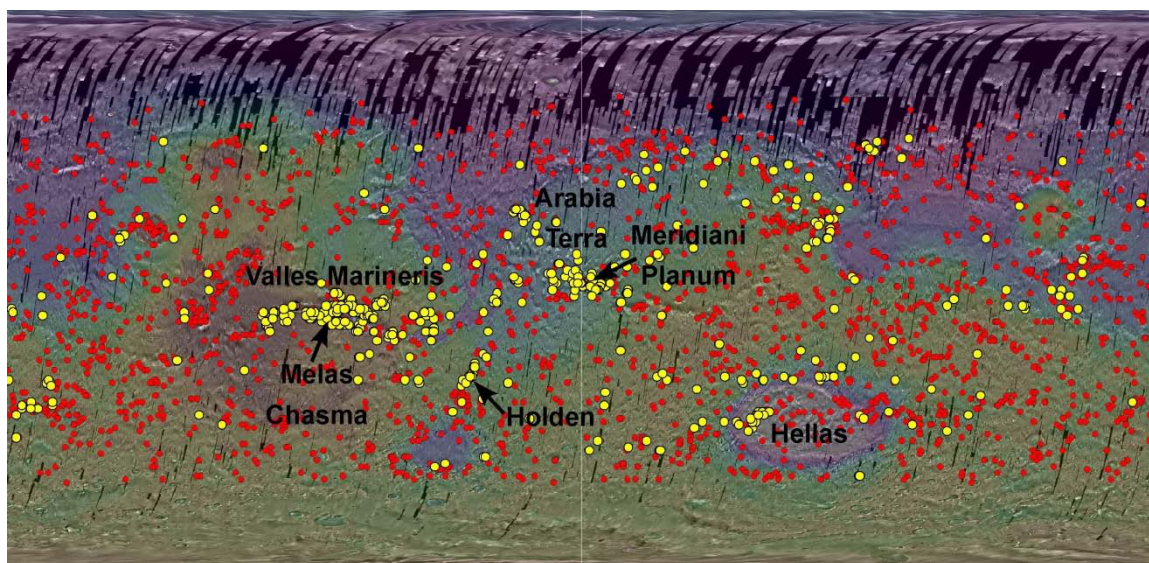 Arabia
Terra
Meridiani
Planum
Valles Marineris
Melas
Chasma
Holden
Hellas